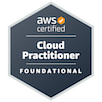 aws
certified
Cloud
Practitioner
FOUNDATIONAL